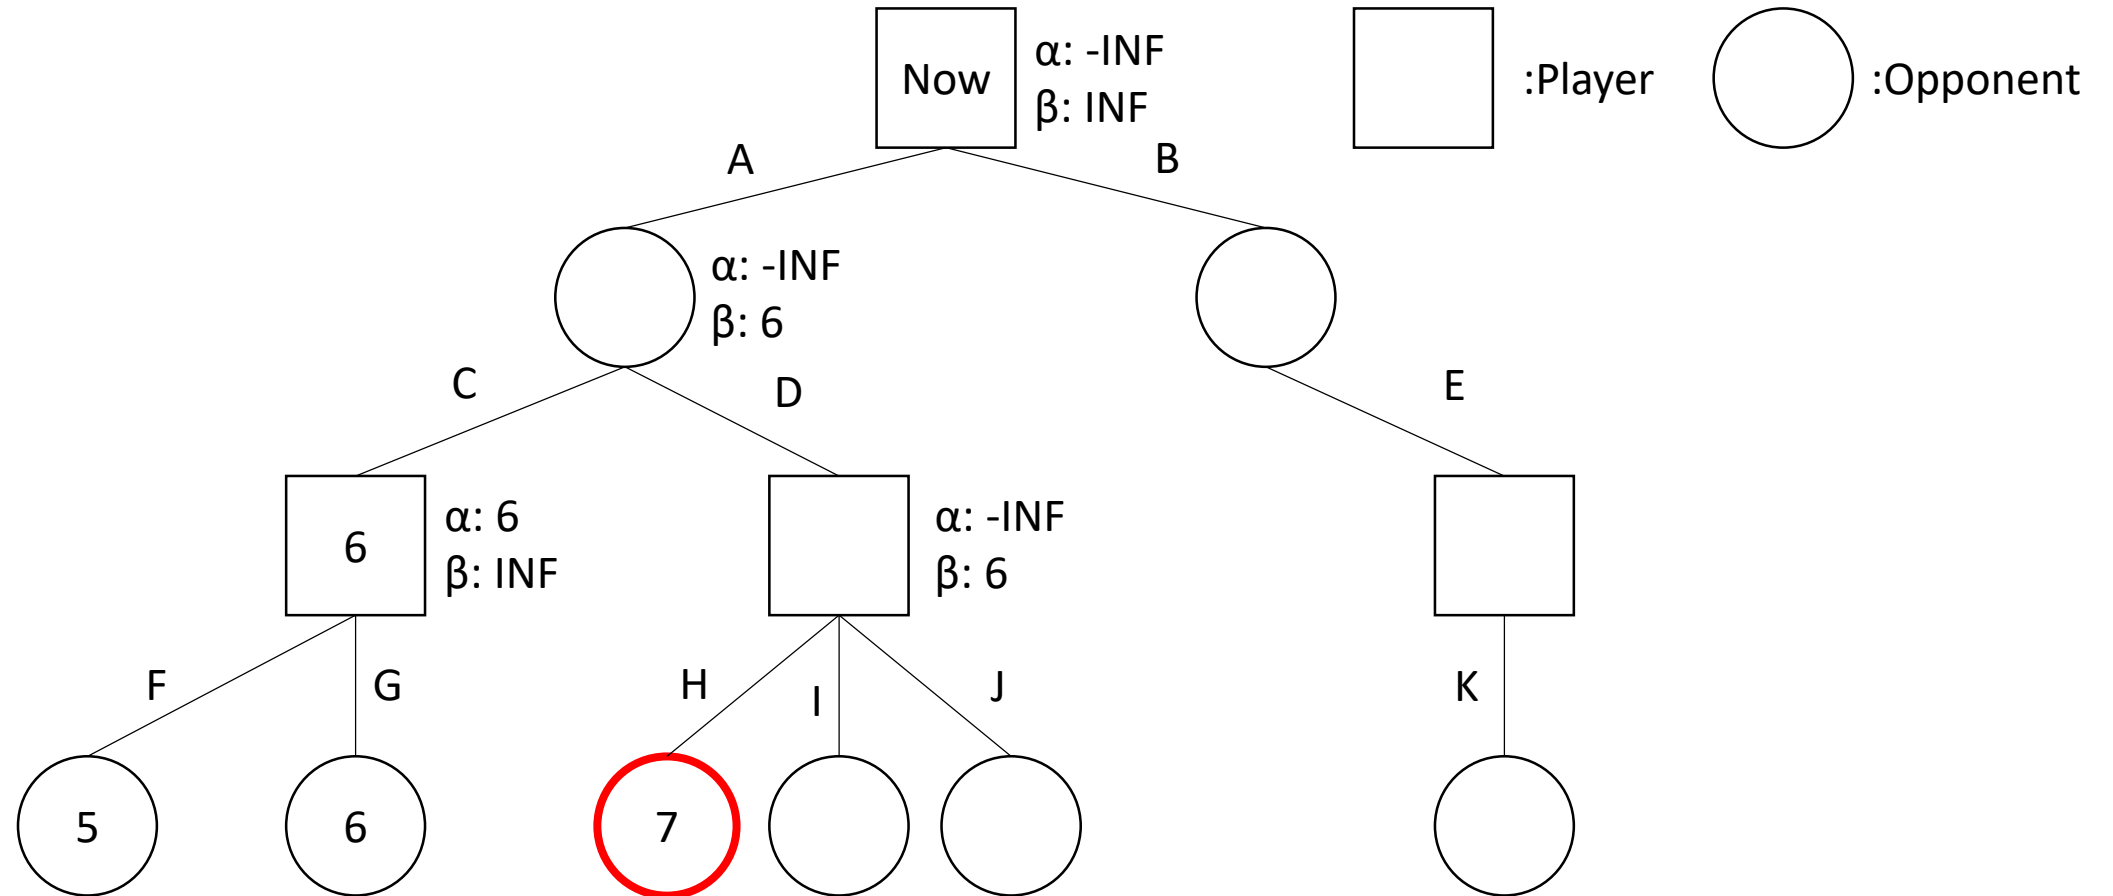 Now
α: -INF
β: INF
:Player
:Opponent
A
B
α: -INF
β: 6
C
D
E
6
α: 6
β: INF
α: -INF
β: 6
F
G
H
I
J
K
5
6
7